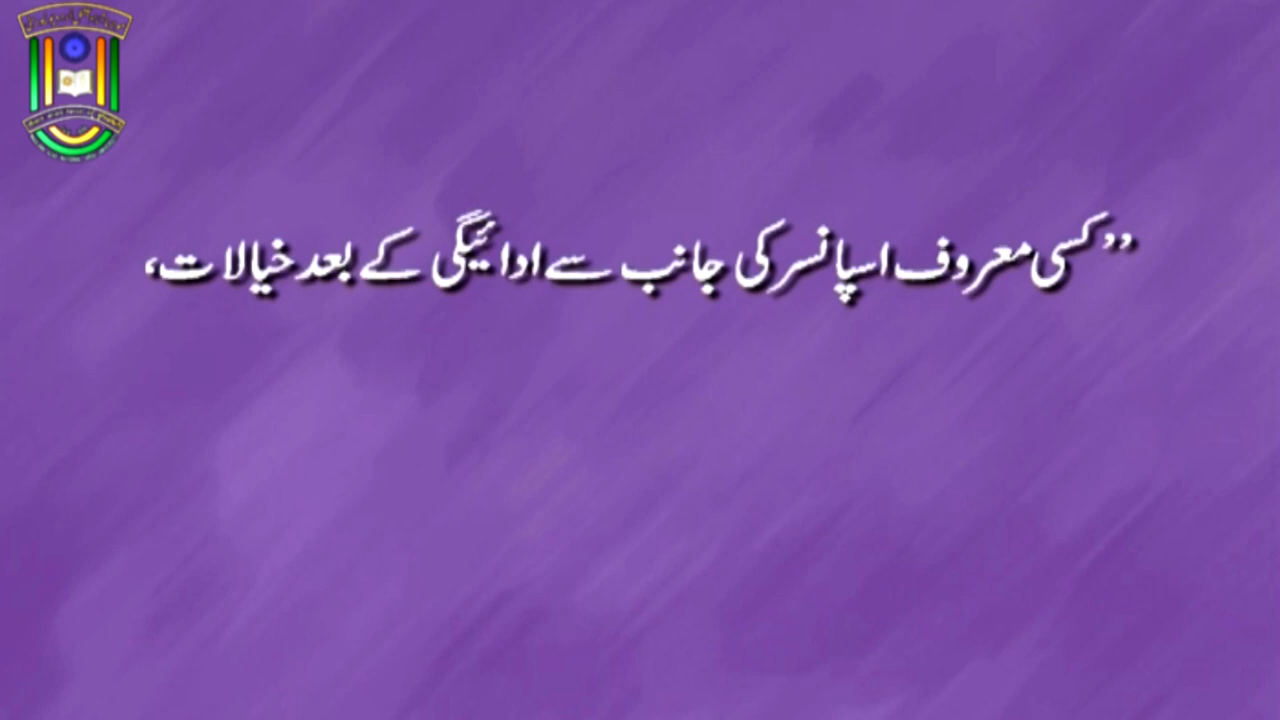 ”کسی معروف اسپانسر کی جانب سے ادائیگی کے بعد خیالات،